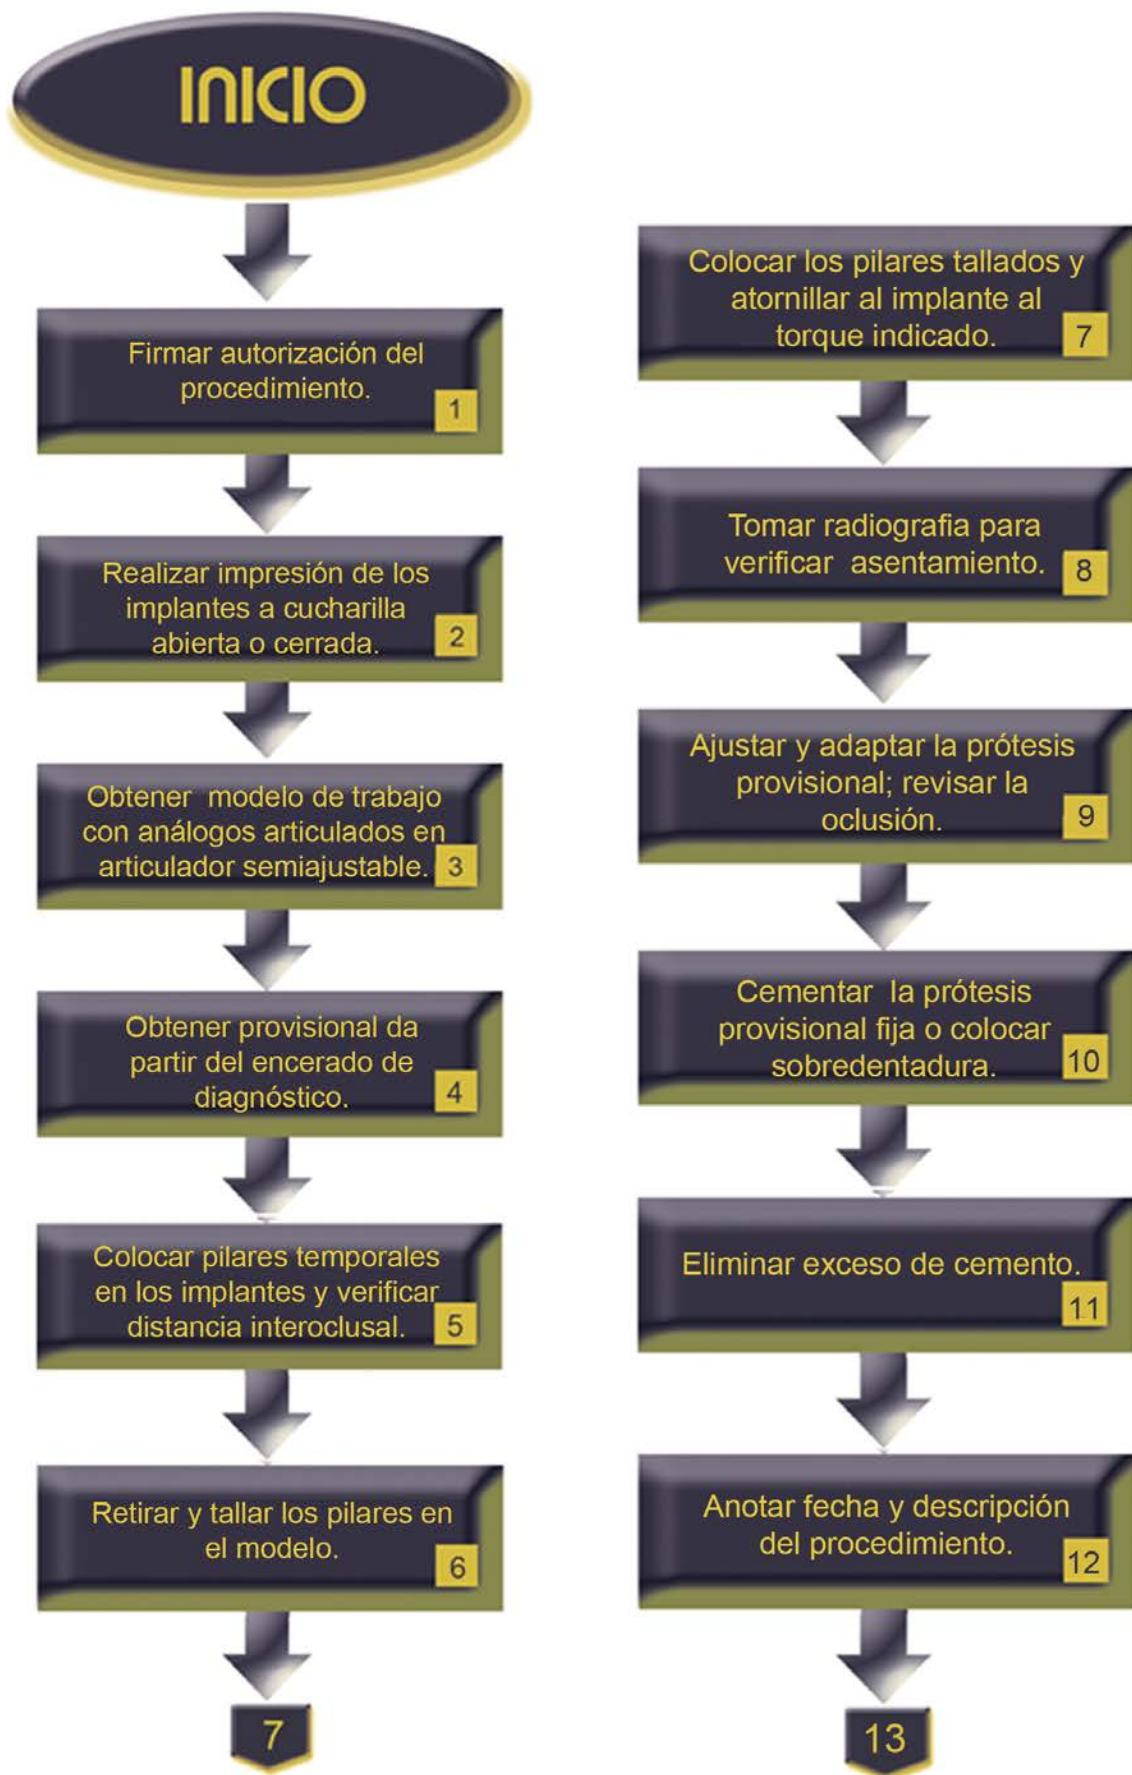 INICIO
Firmar autorización del
procedimiento.
1
Realizar impresión de los
implantes a cucharilla
abierta o cerrada.
2
Obtener modelo de trabajo
con análogos articulados en
articulador semiajustable.
3
Obtener provisional da
partir del encerado de
diagnóstico.
4
Colocar pilares temporales
en los implantes y verificar
distancia interoclusal.
5
Retirar y tallar los pilares en
el modelo.
6
7
Colocar los pilares tallados y
atornillar al implante al
torque indicado.
7
Tomar radiografia para
verificar asentamiento.
8
Ajustar y adaptar la prótesis
provisional; revisar la
oclusión.
9
Cementar la prótesis
provisional fija o colocar
sobredentadura.
10
Eliminar exceso de cemento.
11
Anotar fecha y descripción
del procedimiento.
12
13